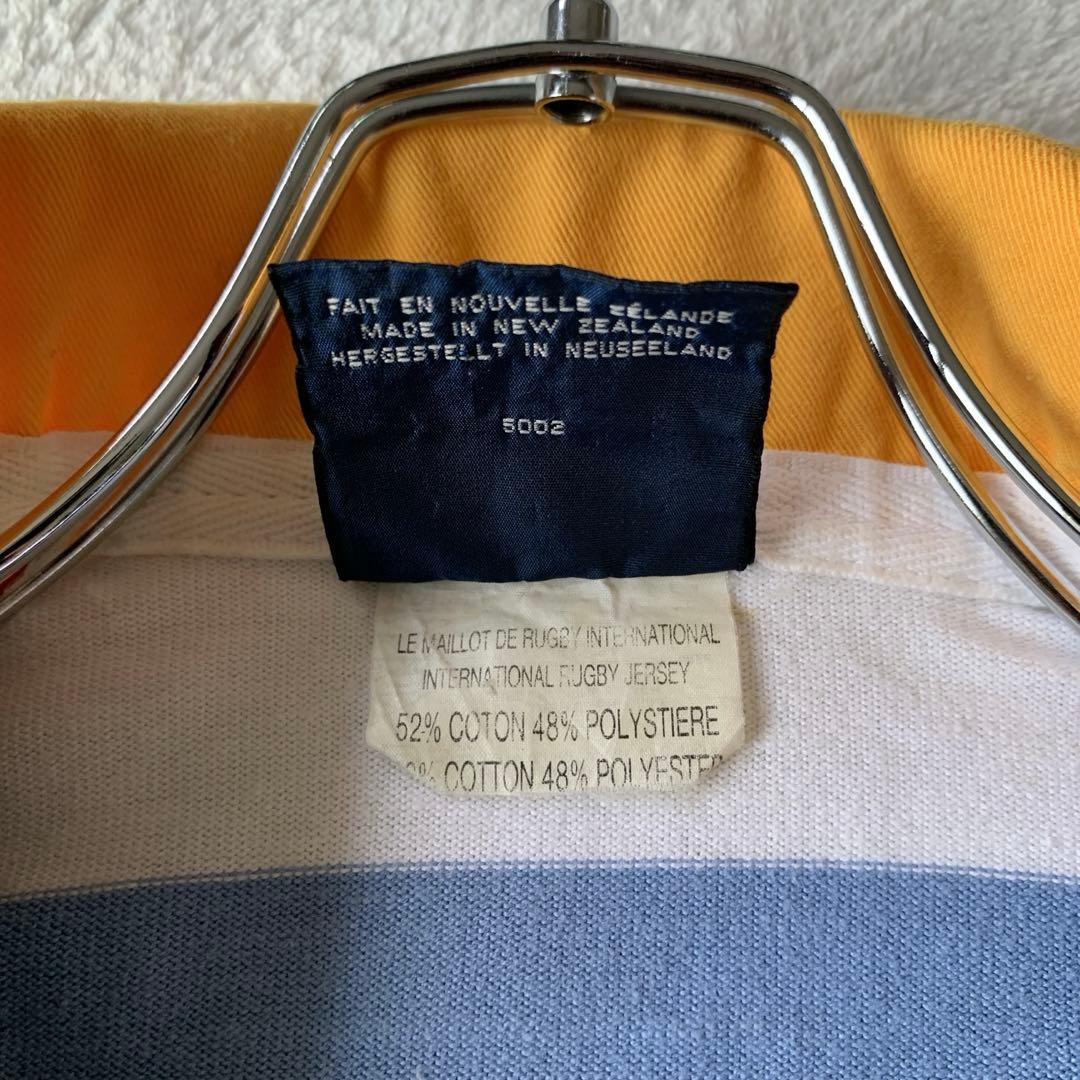 FAIT EN NOUVELLE ZÉLANDE
MADE IN NEW ZEALAND
HERGESTELLT IN NEUSEELAND
5002
LE MAILLOT DE RUGBY INTERNATIONAL
INTERNATIONAL RUGBY JERSEY
52% COTON 48% POLYSTIERE
% COTTON 48% POLYESTER